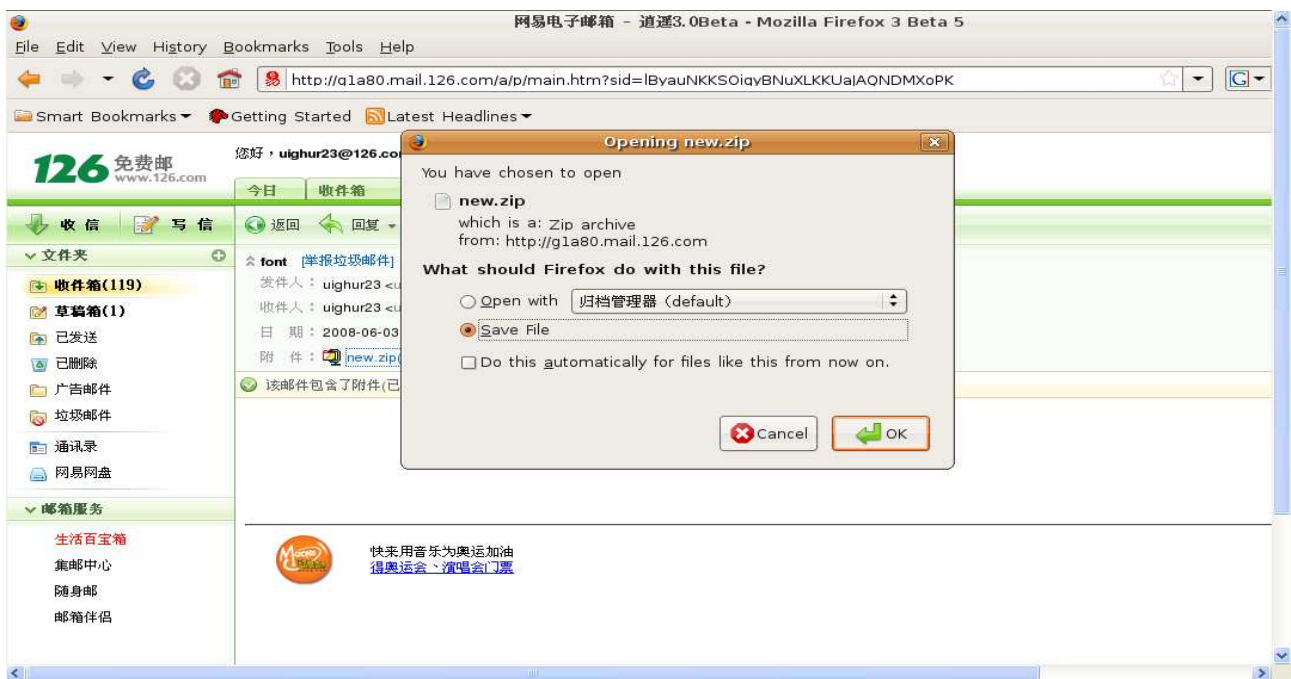 网易电子邮箱 - 逍遥3.0Beta - Mozilla Firefox 3 Beta 5
File Edit View History Bookmarks Tools Help
Smart Bookmarks Getting Started Latest Headlines
126 免费邮
www.126.com
您好，uighur23@126.co
今日 收件箱
收信 写信 返回 回复
文件夹
收件箱(119)
草稿箱(1)
已发送
已删除
广告邮件
垃圾邮件
通讯录
网易网盘
邮箱服务
生活百宝箱
集邮中心
随身邮
邮箱伴侣
font [举报垃圾邮件]
发件人：uighur23 <u
收件人：uighur23 <u
日 期：2008-06-03
附 件：new.zip(
该邮件包含了附件(已
Opening new.zip
You have chosen to open
new.zip
which is a: Zip archive
from: http://g1a80.mail.126.com
What should Firefox do with this file?
Open with 归档管理器 (default)
Save File
Do this automatically for files like this from now on.
Cancel OK
快来用音乐为奥运加油
得奥运会、演唱会门票